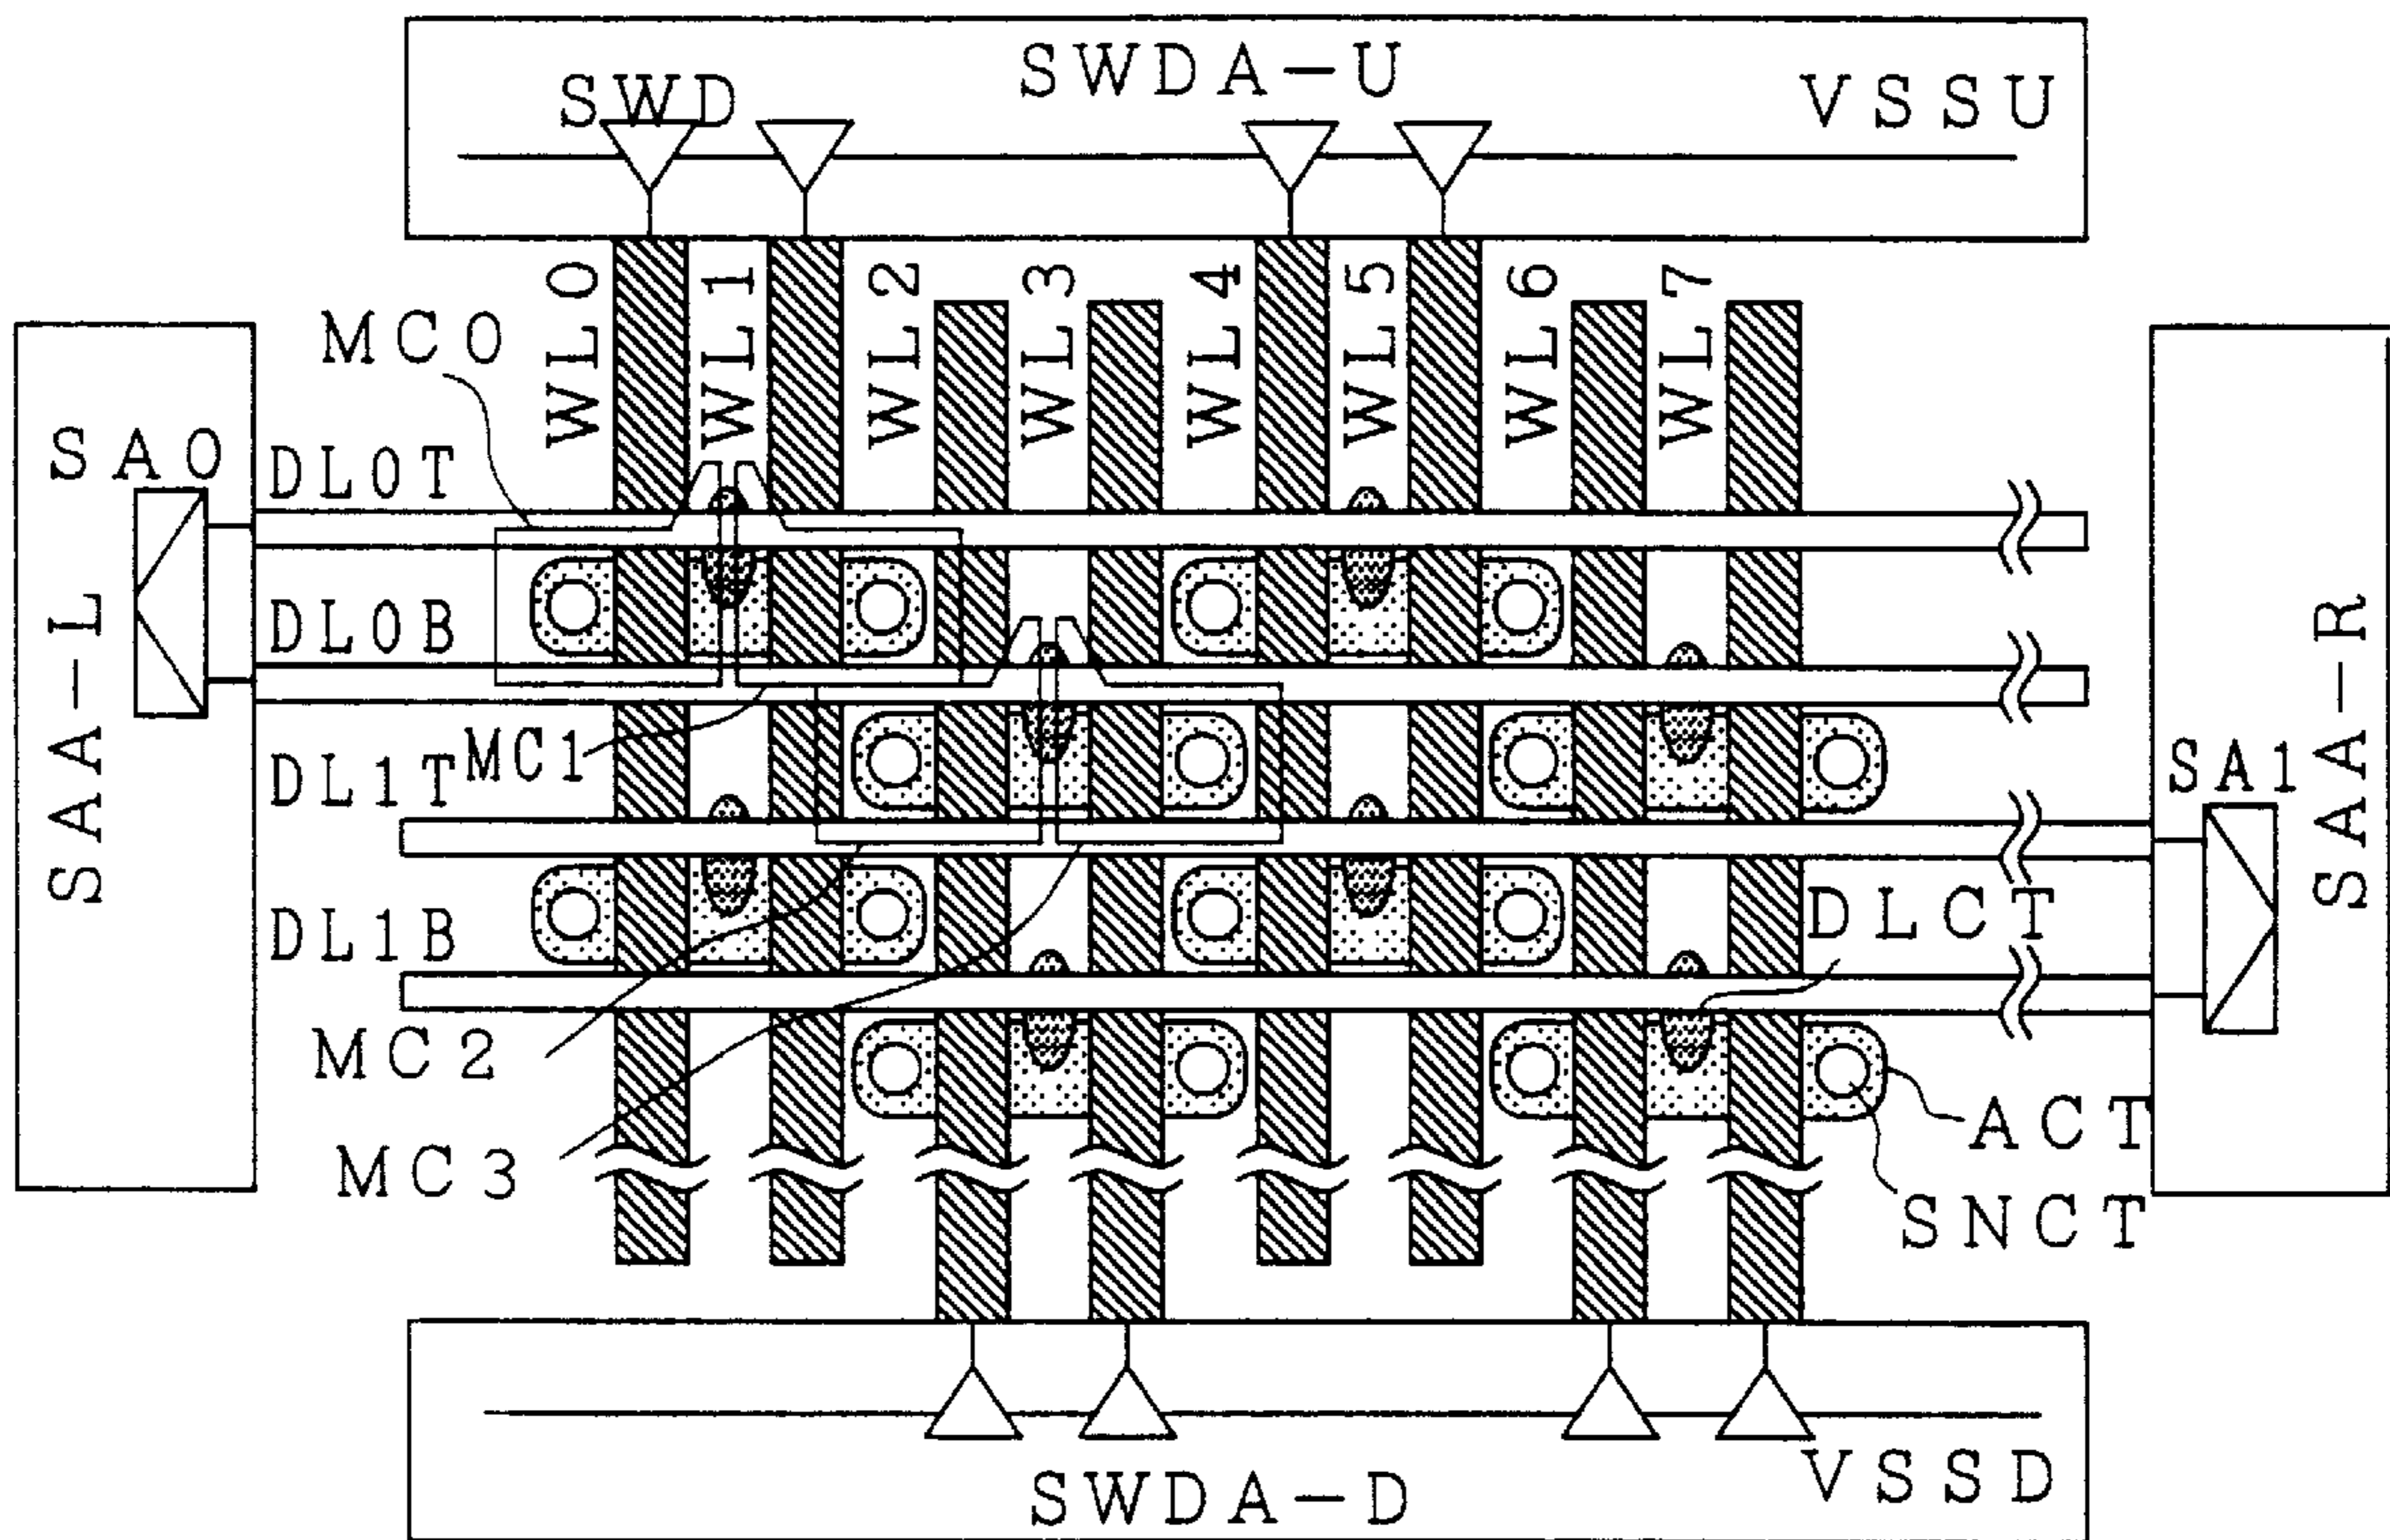 SWDA-U
SWD
VSSU
WL0
WL1
WL2
WL3
WL4
WL5
WL6
WL7
MC0
SA0
DL0T
DL0B
SAA-L
MC1
DL1T
SA1
SAA-R
DL1B
DLCT
MC2
MC3
ACT
SNCT
VSSD
SWDA-D